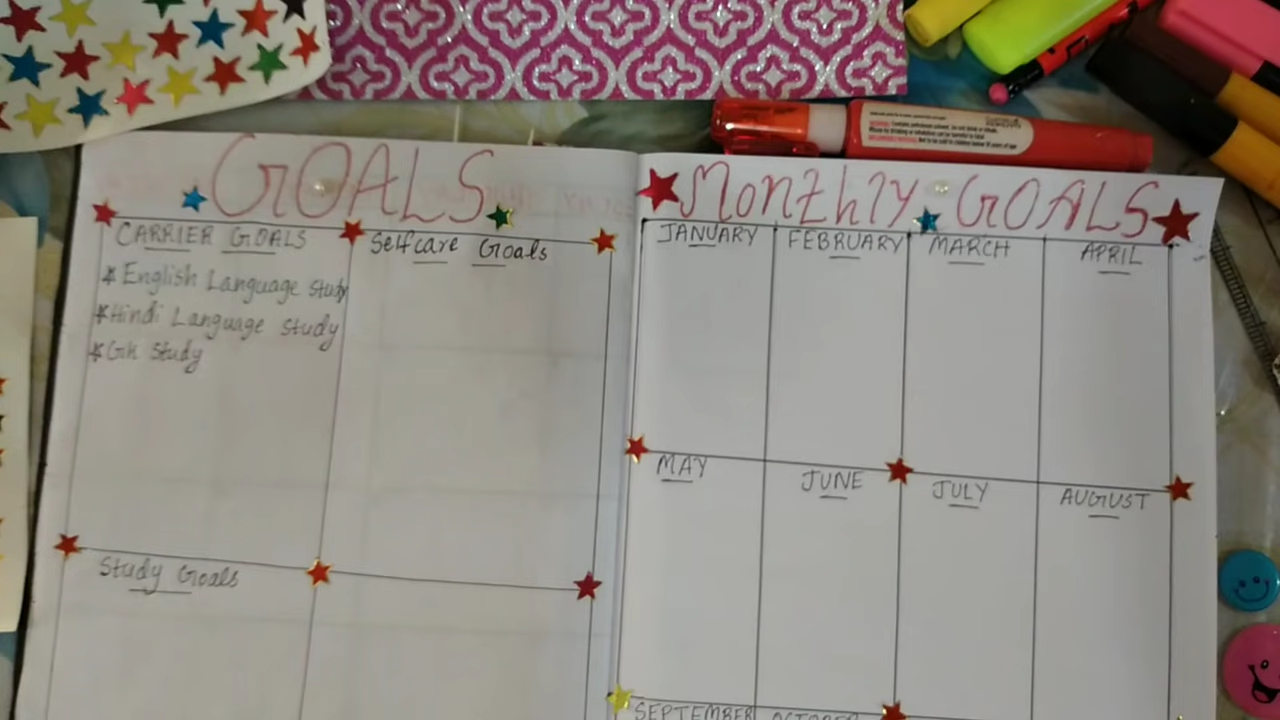 GOALS
CARRIER GOALS
Selfcare Goals
* English Language study
* Hindi Language study
* GK Study
Study Goals
Monthly GOALS
JANUARY FEBRUARY MARCH APRIL
MAY JUNE JULY AUGUST
SEPTEMBER OCTOBER